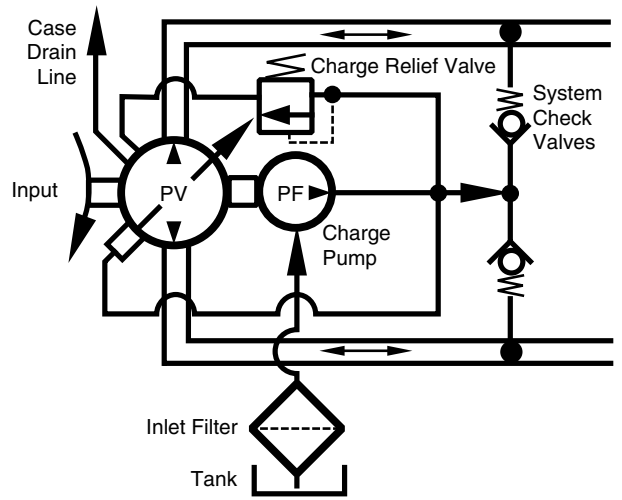 Case
Drain
Line
Charge Relief Valve
System
Check
Valves
Input
PV
PF
Charge
Pump
Inlet Filter
Tank